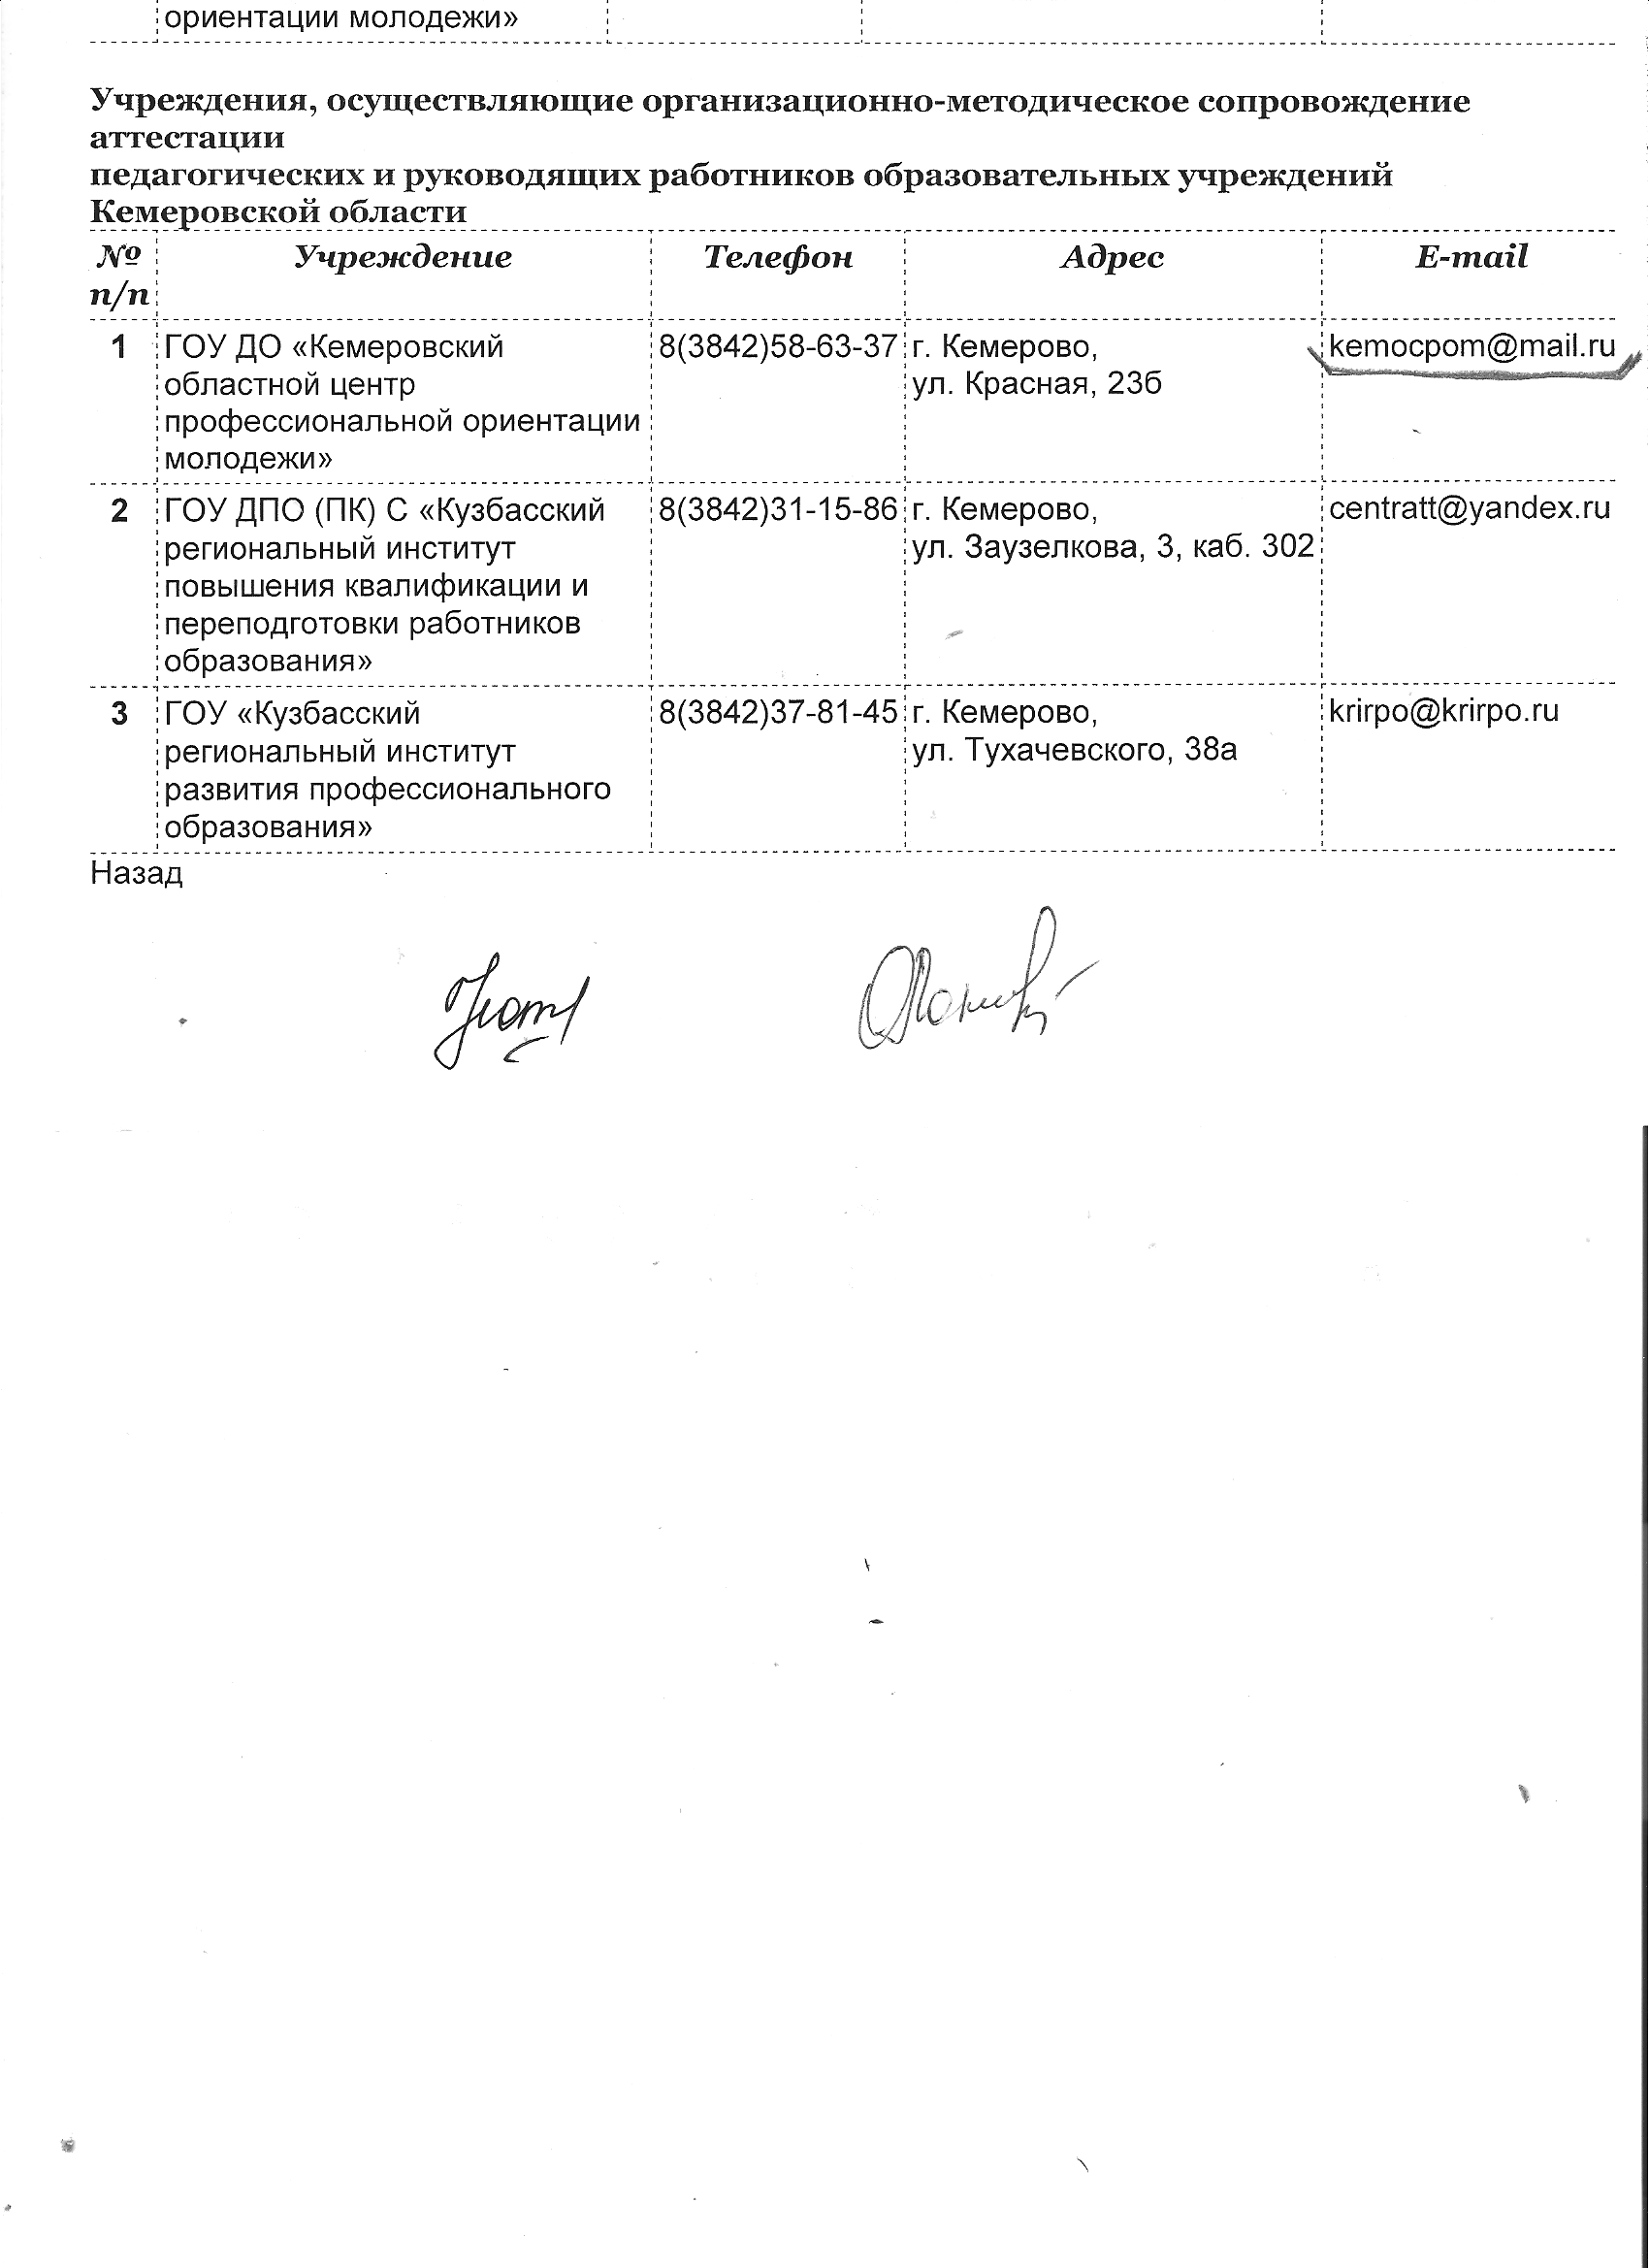 ориентации молодежи»
Учреждения, осуществляющие организационно-методическое сопровождение
аттестации
педагогических и руководящих работников образовательных учреждений
Кемеровской области
№ п/п Учреждение Телефон Адрес E-mail
1 ГОУ ДО «Кемеровский
областной центр
профессиональной ориентации
молодежи»
8(3842)58-63-37
г. Кемерово,
ул. Красная, 23б
kemocpom@mail.ru
2 ГОУ ДПО (ПК) С «Кузбасский
региональный институт
повышения квалификации и
переподготовки работников
образования»
8(3842)31-15-86
г. Кемерово,
ул. Заузелкова, 3, каб. 302
centratt@yandex.ru
3 ГОУ «Кузбасский
региональный институт
развития профессионального
образования»
8(3842)37-81-45
г. Кемерово,
ул. Тухачевского, 38а
krirpo@krirpo.ru
Назад